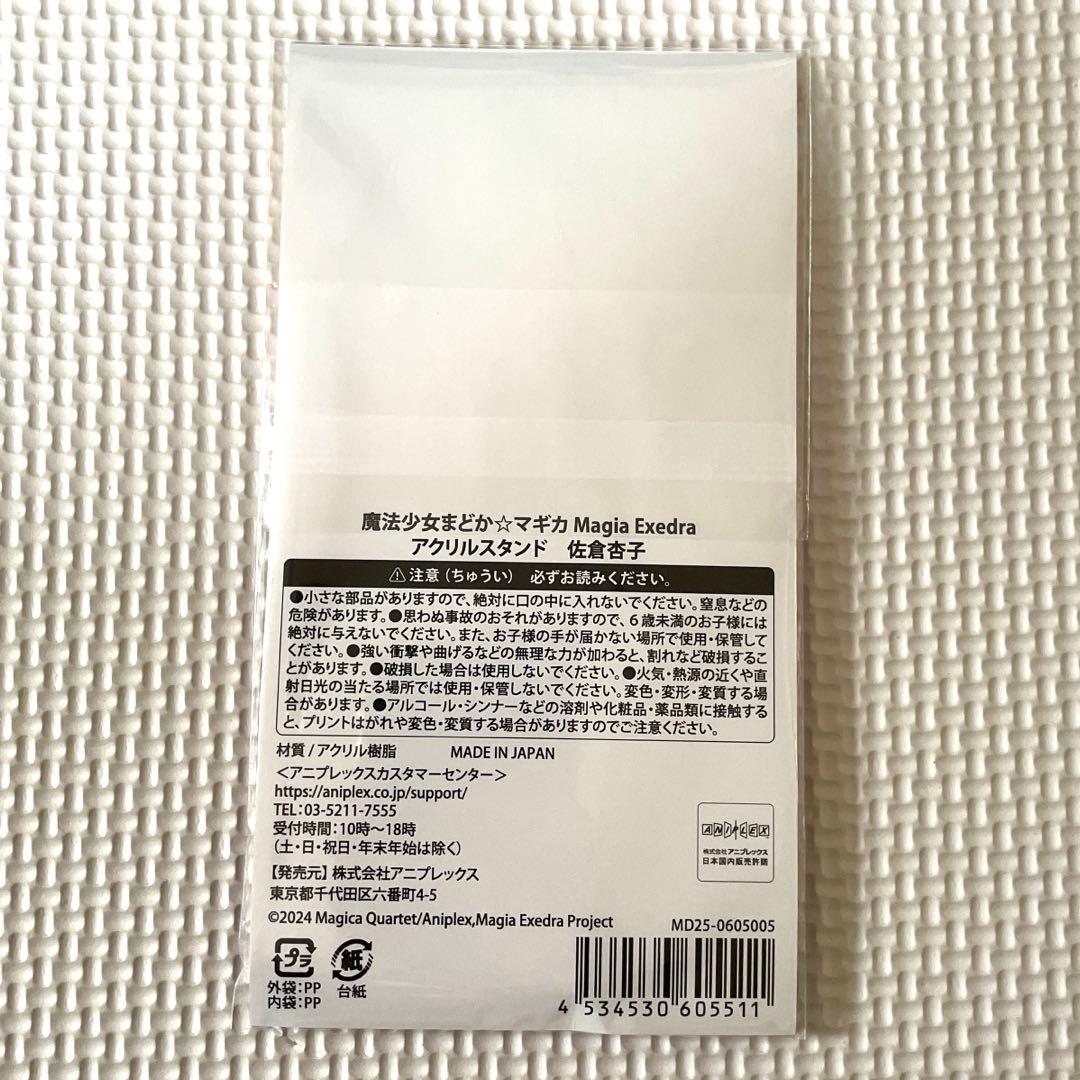 魔法少女まどか☆マギカ Magia Exedra
アクリルスタンド　佐倉杏子
⚠注意（ちゅうい）　必ずお読みください。
●小さな部品がありますので、絶対に口の中に入れないでください。窒息などの
危険があります。●思わぬ事故のおそれがありますので、６歳未満のお子様には
絶対に与えないでください。また、お子様の手が届かない場所で使用・保管して
ください。●強い衝撃や曲げるなどの無理な力が加わると、割れなど破損するこ
とがあります。●破損した場合は使用しないでください。●火気・熱源の近くや直
射日光の当たる場所では使用・保管しないでください。変色・変形・変質する場
合があります。●アルコール・シンナーなどの溶剤や化粧品・薬品類に接触する
と、プリントはがれや変色・変質する場合がありますのでご注意ください。
材質 / アクリル樹脂　MADE IN JAPAN
＜アニプレックスカスタマーセンター＞
https://aniplex.co.jp/support/
TEL：03-5211-7555
受付時間：10時～18時
（土・日・祝日・年末年始は除く）
ANIPLEX
株式会社アニプレックス
日本国内販売許諾
【発売元】株式会社アニプレックス
東京都千代田区六番町4-5
©2024 Magica Quartet/Aniplex,Magia Exedra Project
MD25-0605005
プラ
外袋：PP
内袋：PP
紙
台紙
4 534530 605511